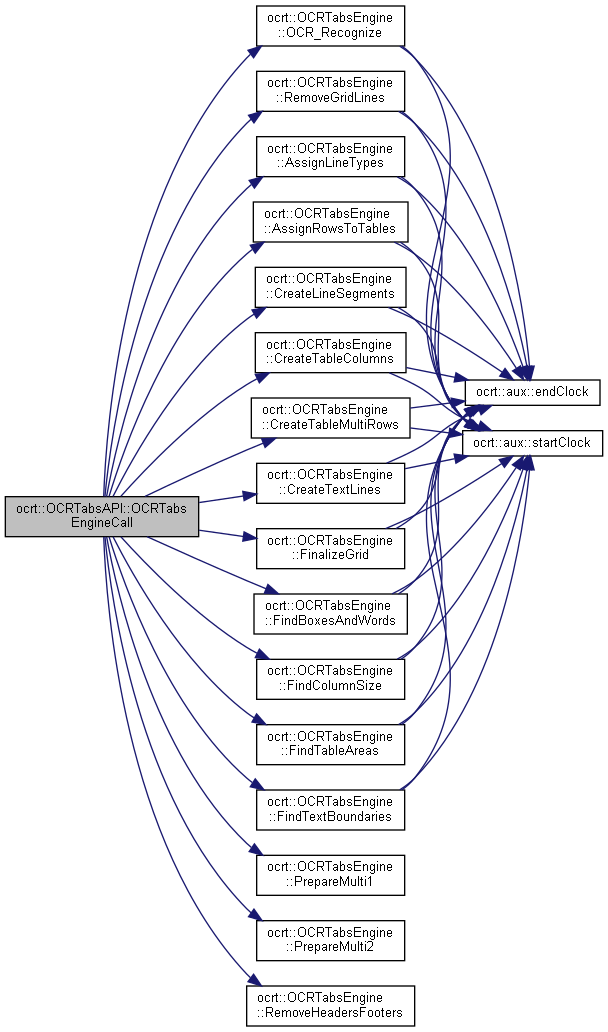 ocrt::OCRTabsEngine
::OCR_Recognize
ocrt::OCRTabsEngine
::RemoveGridLines
ocrt::OCRTabsEngine
::AssignLineTypes
ocrt::OCRTabsEngine
::AssignRowsToTables
ocrt::OCRTabsEngine
::CreateLineSegments
ocrt::OCRTabsEngine
::CreateTableColumns
ocrt::aux::endClock
ocrt::OCRTabsEngine
::CreateTableMultiRows
ocrt::aux::startClock
ocrt::OCRTabsEngine
::CreateTextLines
ocrt::OCRTabsAPI::OCRTabs
EngineCall
ocrt::OCRTabsEngine
::FinalizeGrid
ocrt::OCRTabsEngine
::FindBoxesAndWords
ocrt::OCRTabsEngine
::FindColumnSize
ocrt::OCRTabsEngine
::FindTableAreas
ocrt::OCRTabsEngine
::FindTextBoundaries
ocrt::OCRTabsEngine
::PrepareMulti1
ocrt::OCRTabsEngine
::PrepareMulti2
ocrt::OCRTabsEngine
::RemoveHeadersFooters